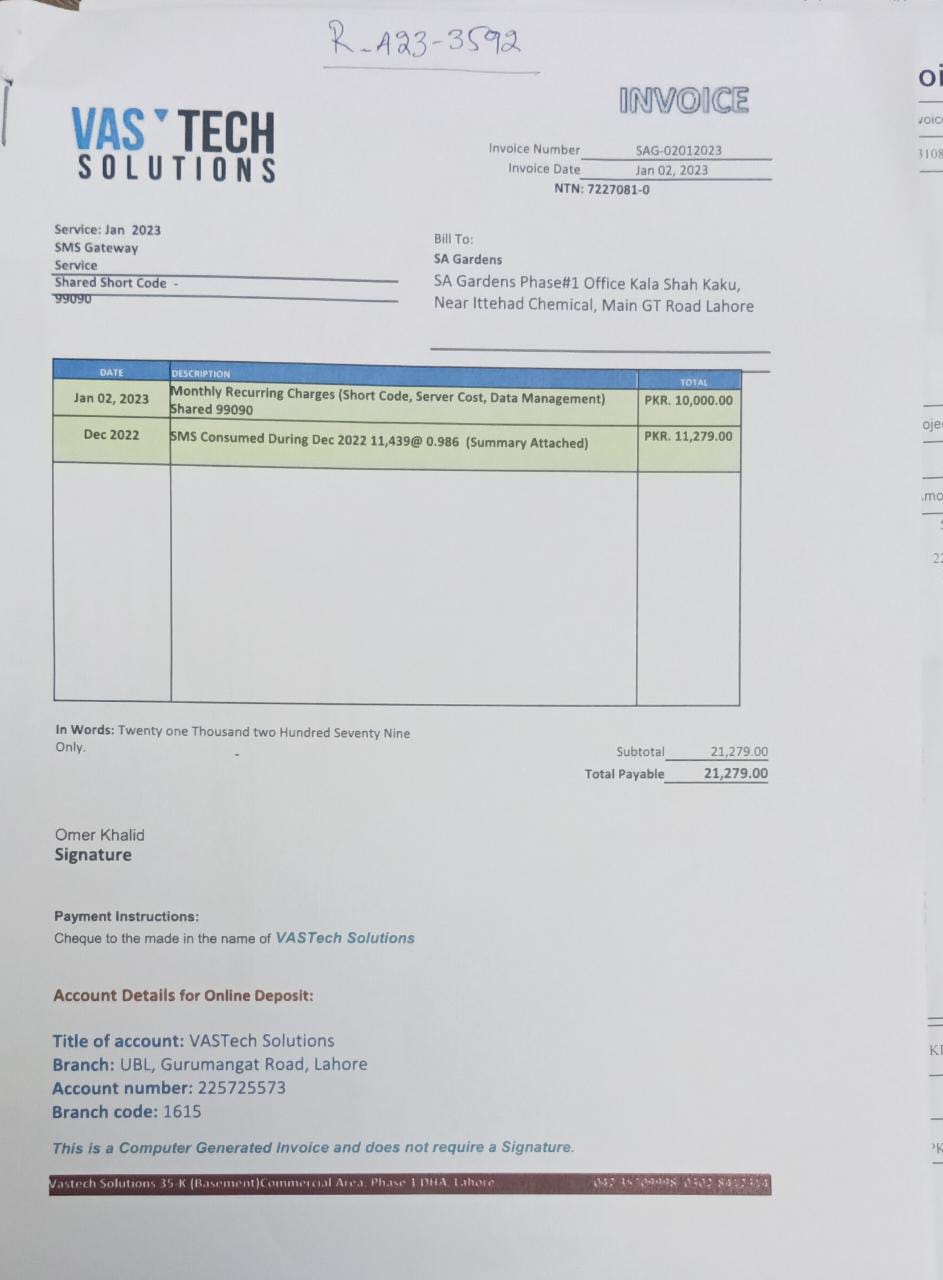 R-A23-3592
INVOICE
VAS TECH
SOLUTIONS
Invoice Number SAG-02012023
Invoice Date Jan 02, 2023
NTN: 7227081-0
Service: Jan 2023
SMS Gateway
Service
Shared Short Code -
99090
Bill To:
SA Gardens
SA Gardens Phase#1 Office Kala Shah Kaku,
Near Ittehad Chemical, Main GT Road Lahore
DATE DESCRIPTION TOTAL
Jan 02, 2023 Monthly Recurring Charges (Short Code, Server Cost, Data Management) PKR. 10,000.00
Shared 99090
Dec 2022 SMS Consumed During Dec 2022 11,439@ 0.986 (Summary Attached) PKR. 11,279.00
In Words: Twenty one Thousand two Hundred Seventy Nine
Only.
Subtotal 21,279.00
Total Payable 21,279.00
Omer Khalid
Signature
Payment Instructions:
Cheque to the made in the name of VASTech Solutions
Account Details for Online Deposit:
Title of account: VASTech Solutions
Branch: UBL, Gurumangat Road, Lahore
Account number: 225725573
Branch code: 1615
This is a Computer Generated Invoice and does not require a Signature.
Vastech Solutions 35-K (Basement)Commercial Area, Phase 1 DHA, Lahore